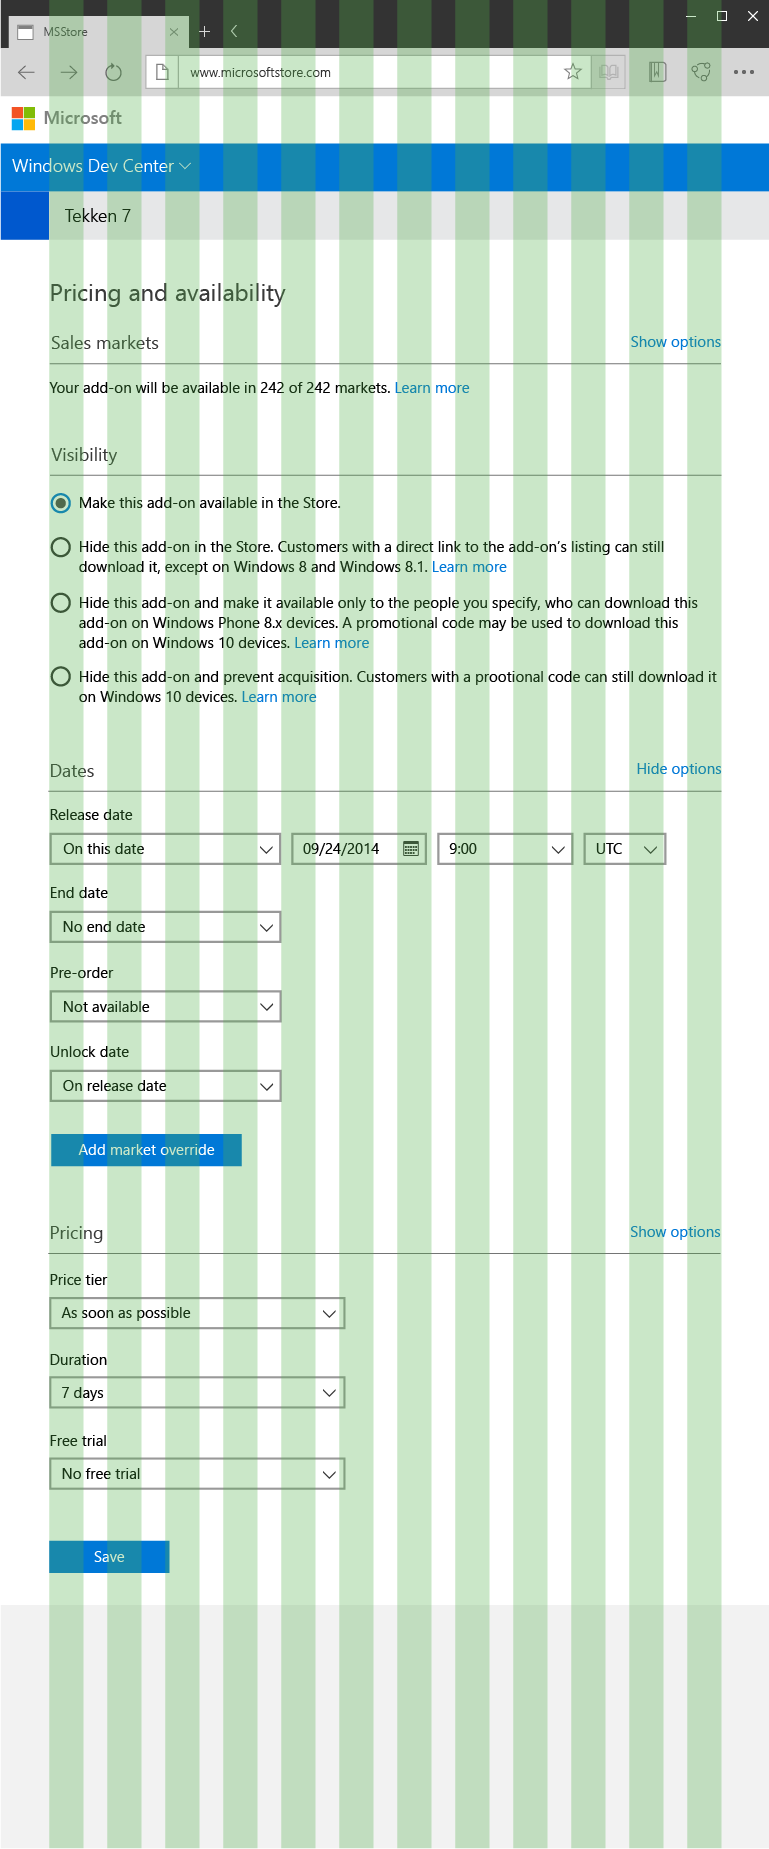 MSStore
www.microsoftstore.com
Microsoft
Windows Dev Center
Tekken 7
Pricing and availability
Sales markets
Show options
Your add-on will be available in 242 of 242 markets. Learn more
Visibility
Make this add-on available in the Store.
Hide this add-on in the Store. Customers with a direct link to the add-on’s listing can still
download it, except on Windows 8 and Windows 8.1. Learn more
Hide this add-on and make it available only to the people you specify, who can download this
add-on on Windows Phone 8.x devices. A promotional code may be used to download this
add-on on Windows 10 devices. Learn more
Hide this add-on and prevent acquisition. Customers with a prootional code can still download it
on Windows 10 devices. Learn more
Dates
Hide options
Release date
On this date
09/24/2014
9:00
UTC
End date
No end date
Pre-order
Not available
Unlock date
On release date
Add market override
Pricing
Show options
Price tier
As soon as possible
Duration
7 days
Free trial
No free trial
Save